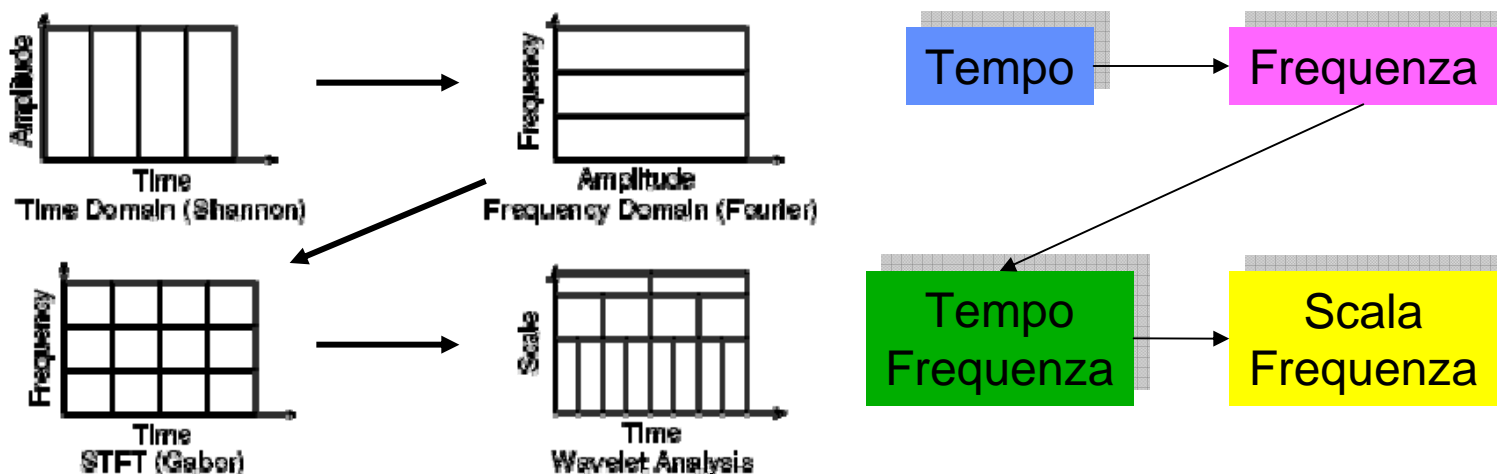 Amplitude
Time
Time Domain (Shannon)
Frequency
Amplitude
Frequency Domain (Fourier)
Tempo
Frequenza
Frequency
Time
STFT (Gabor)
Scale
Time
Wavelet Analysis
Tempo
Frequenza
Scala
Frequenza